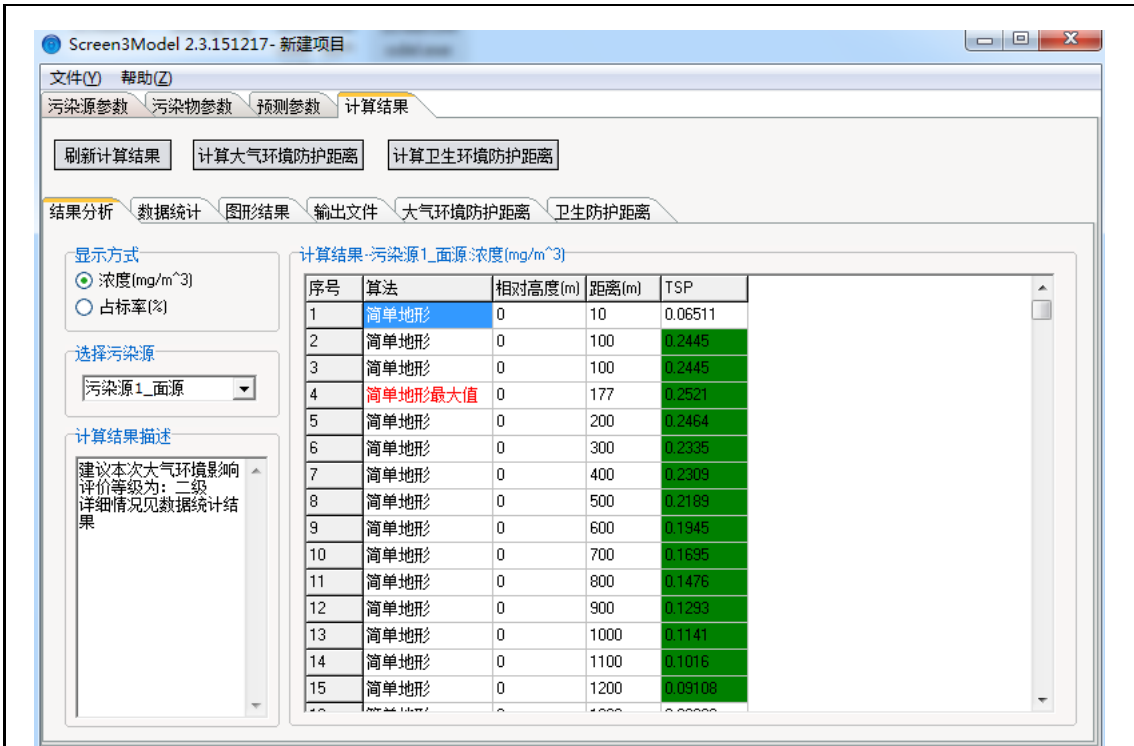 Screen3Model 2.3.151217- 新建项目
文件(Y) 帮助(Z)
污染源参数 污染物参数 预测参数 计算结果
刷新计算结果 计算大气环境防护距离 计算卫生环境防护距离
结果分析 数据统计 图形结果 输出文件 大气环境防护距离 卫生防护距离
显示方式
浓度(mg/m^3)
占标率(%)
选择污染源
污染源1_面源
计算结果描述
建议本次大气环境影响
评价等级为：二级
详细情况见数据统计结
果
计算结果-污染源1_面源:浓度(mg/m^3)
序号 算法 相对高度(m) 距离(m) TSP
1 简单地形 0 10 0.06511
2 简单地形 0 100 0.2445
3 简单地形 0 100 0.2445
4 简单地形最大值 0 177 0.2521
5 简单地形 0 200 0.2464
6 简单地形 0 300 0.2335
7 简单地形 0 400 0.2309
8 简单地形 0 500 0.2189
9 简单地形 0 600 0.1945
10 简单地形 0 700 0.1695
11 简单地形 0 800 0.1476
12 简单地形 0 900 0.1293
13 简单地形 0 1000 0.1141
14 简单地形 0 1100 0.1016
15 简单地形 0 1200 0.09108